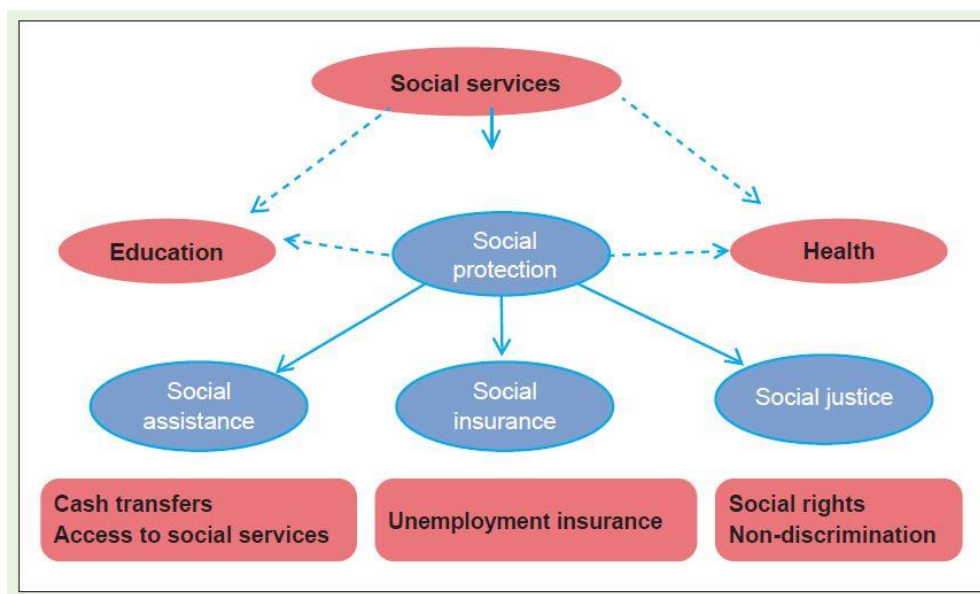 Social services
Education
Social
protection
Health
Social
assistance
Social
insurance
Social justice
Cash transfers
Access to social services
Unemployment insurance
Social rights
Non-discrimination